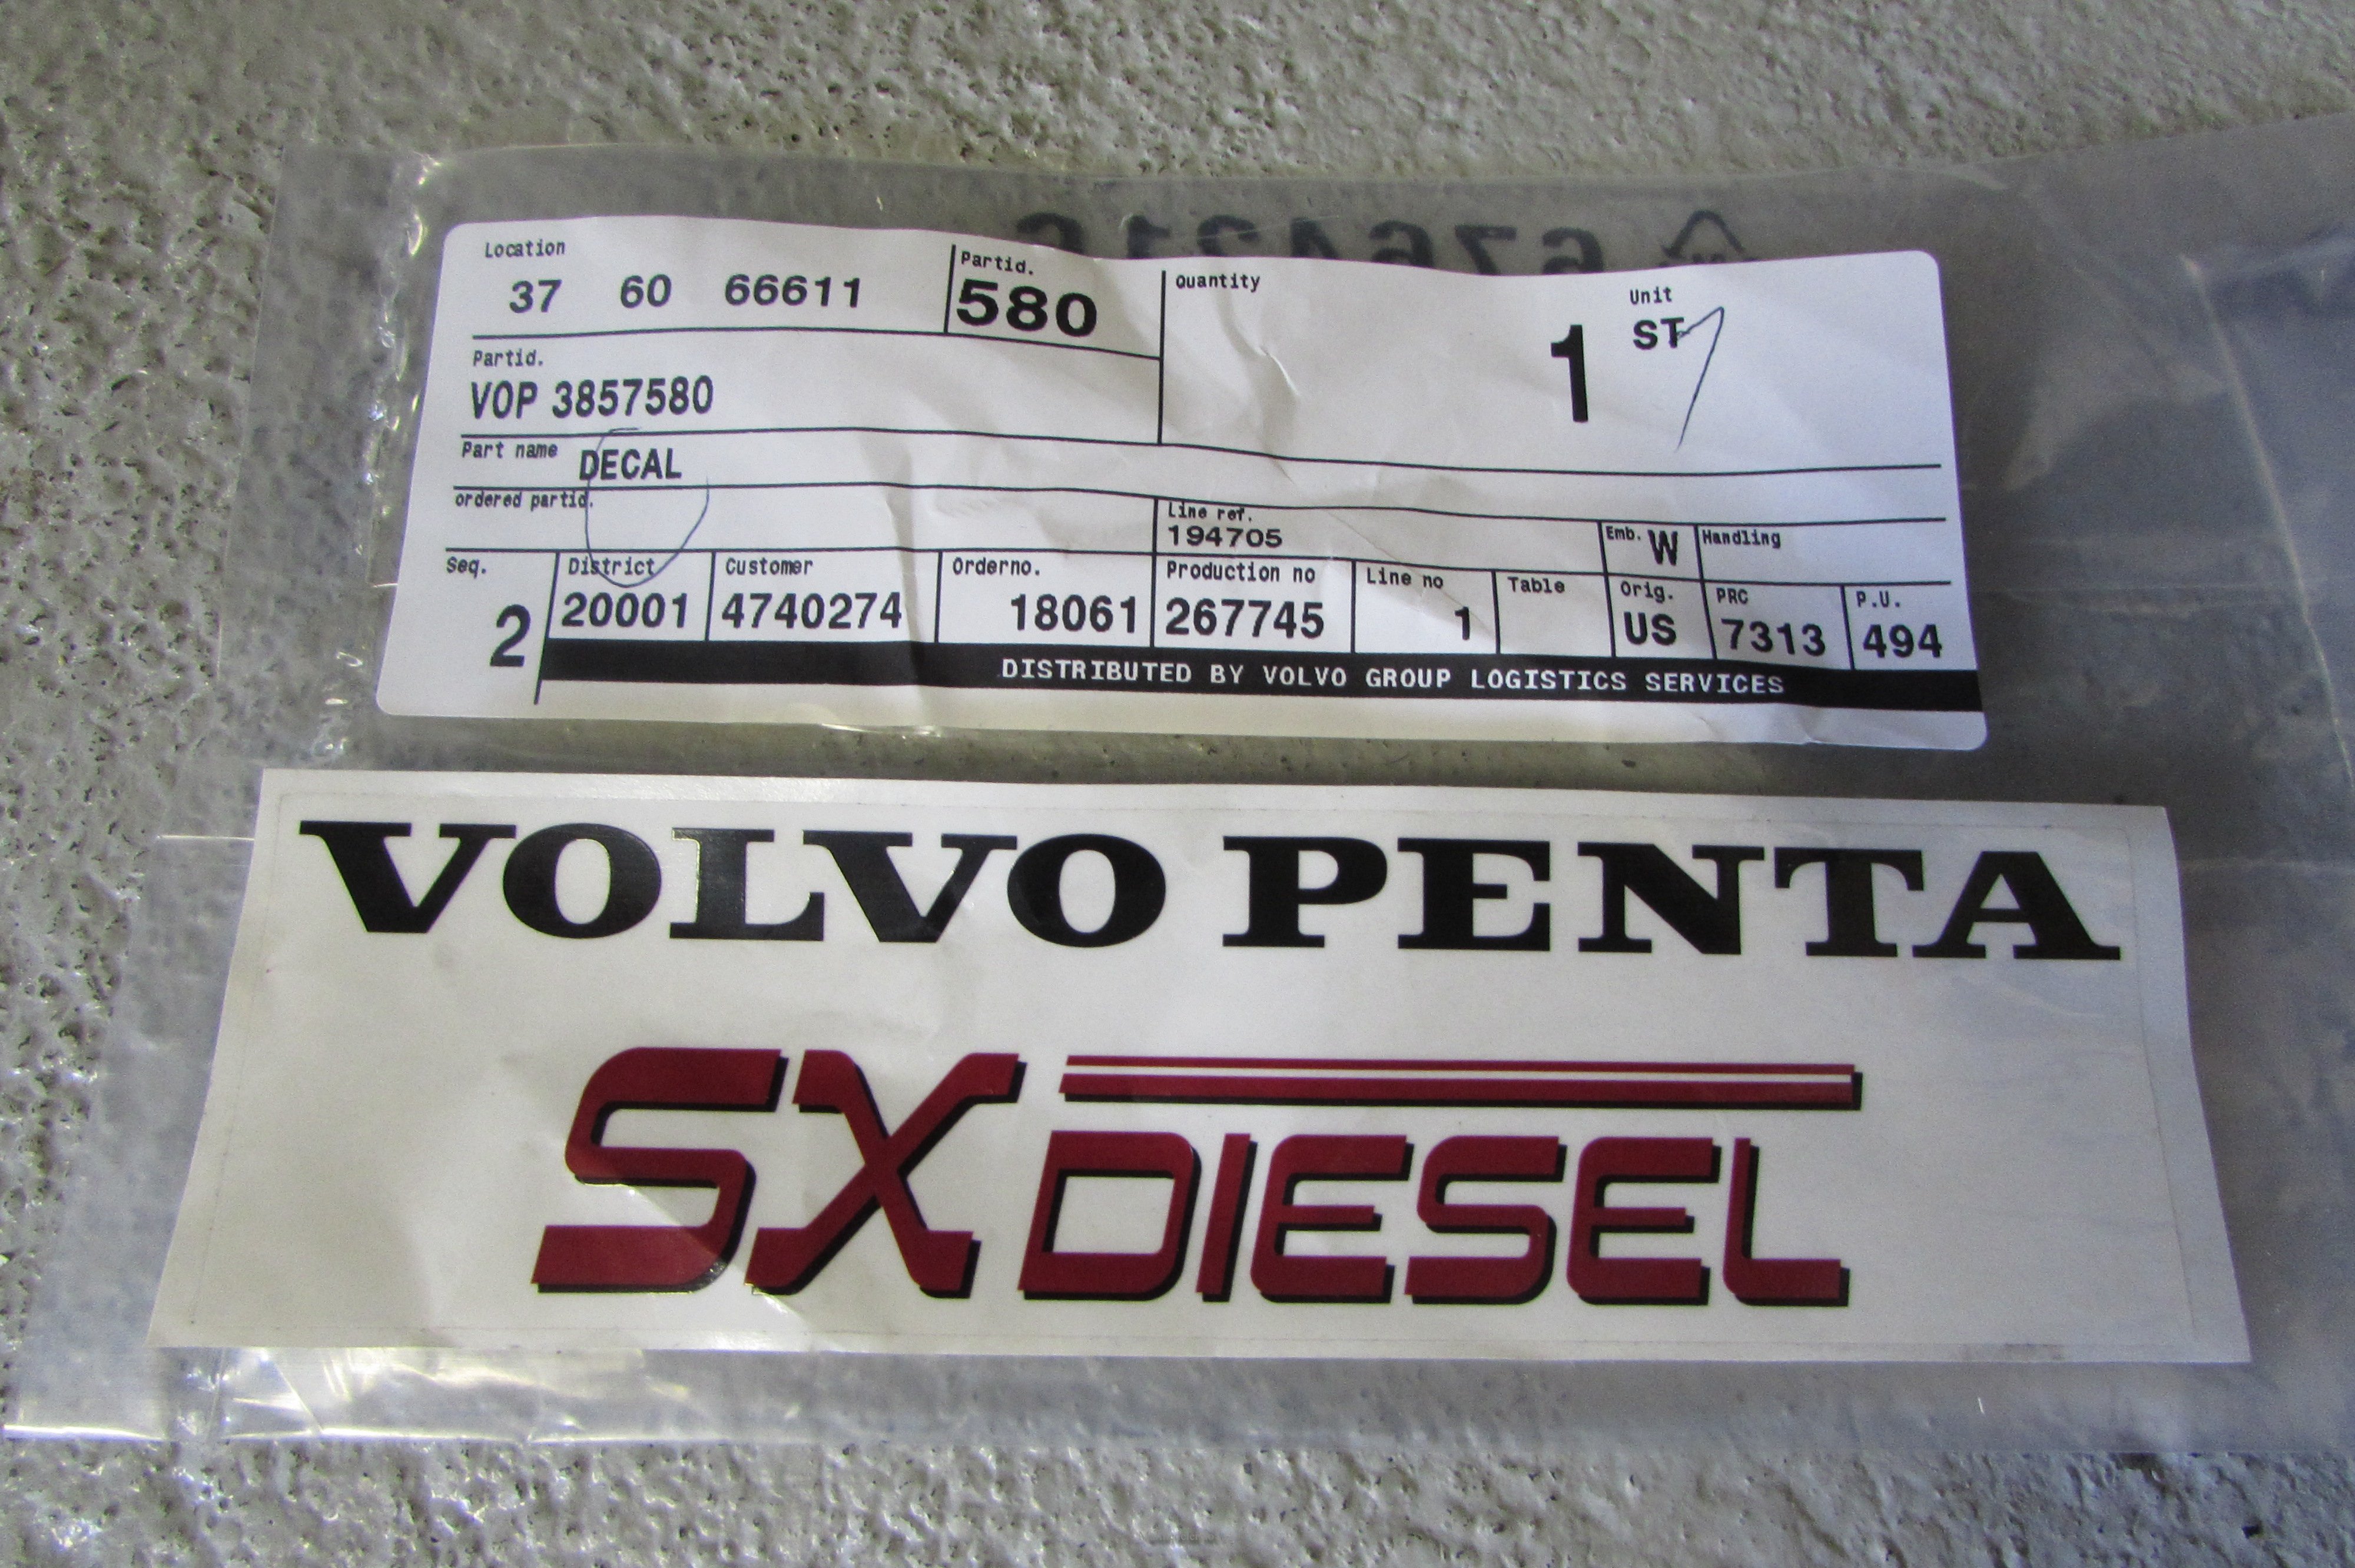 Location
37 60 66611
Partid.
580
Quantity
1
Unit
ST
Partid.
VOP 3857580
Part name DECAL
ordered partid.
Line ref.
194705
Emb. W
Handling
Seq.
2
District
20001
Customer
4740274
Orderno.
18061
Production no
267745
Line no
1
Table
Orig.
US
PRC
7313
P.U.
494
DISTRIBUTED BY VOLVO GROUP LOGISTICS SERVICES
VOLVO PENTA
SX DIESEL